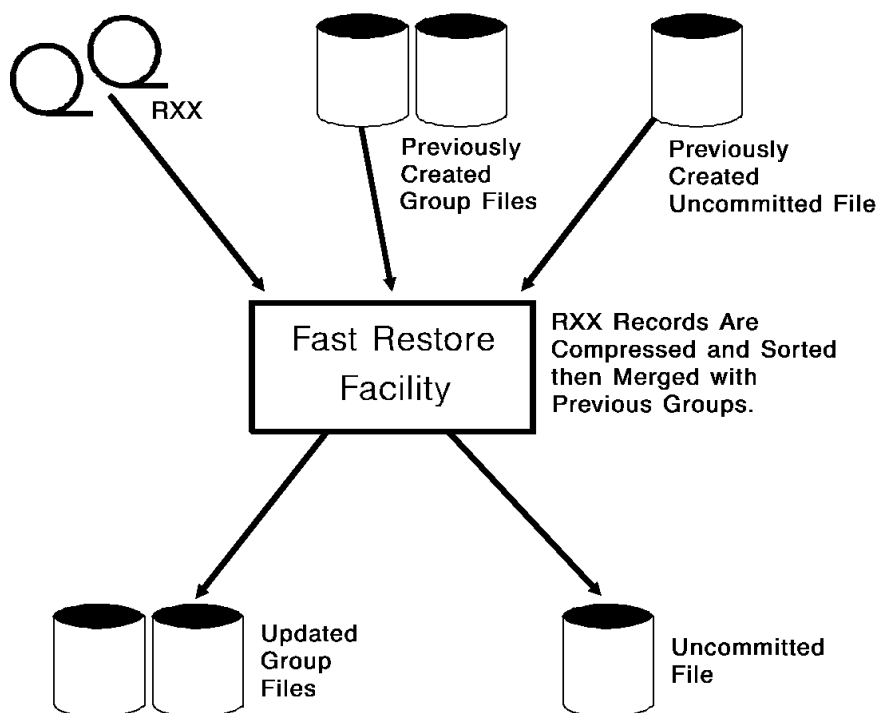 RXX
Previously
Created
Group Files
Previously
Created
Uncommitted File
Fast Restore
Facility
RXX Records Are
Compressed and Sorted
then Merged with
Previous Groups.
Updated
Group
Files
Uncommitted
File